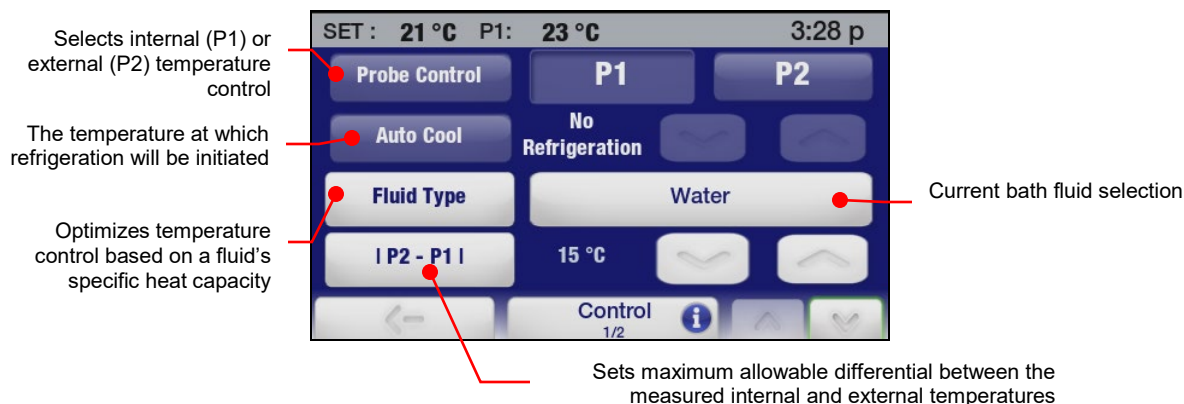 SET : 21 °C P1: 23 °C 3:28 p
Selects internal (P1) or
external (P2) temperature
control
Probe Control P1 P2
The temperature at which
refrigeration will be initiated
Auto Cool
No
Refrigeration
Fluid Type Water
Current bath fluid selection
Optimizes temperature
control based on a fluid's
specific heat capacity
I P2 - P1 I 15 °C
Control
1/2
i
Sets maximum allowable differential between the
measured internal and external temperatures